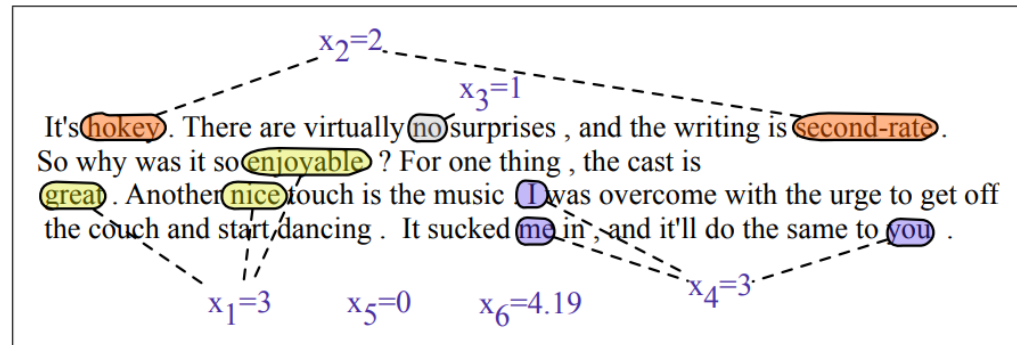 x2=2
x3=1
It's hokey . There are virtually no surprises , and the writing is second-rate .
So why was it so enjoyable ? For one thing , the cast is
great . Another nice touch is the music . I was overcome with the urge to get off
the couch and start dancing . It sucked me in , and it'll do the same to you .
x1=3 x5=0 x6=4.19 x4=3